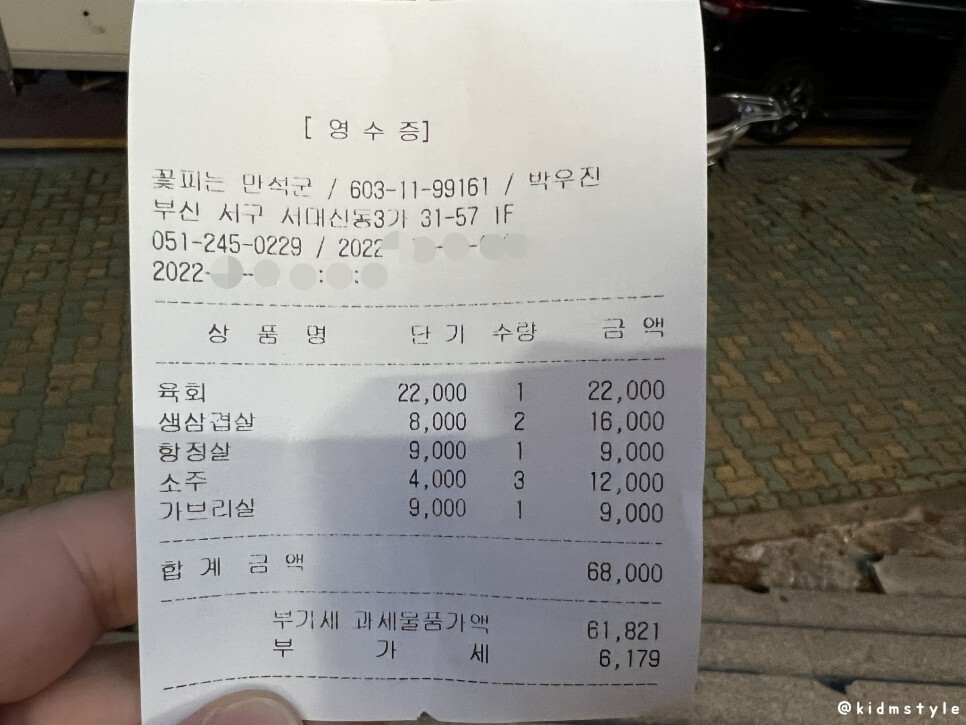 [ 영 수 증]
꽃피는 만석군 / 603-11-99161 / 박우진
부산 서구 서대신동3가 31-57 1F
051-245-0229 / 2022
2022-
상 품 명 단 가 수량 금 액
육회 22,000 1 22,000
생삼겹살 8,000 2 16,000
항정살 9,000 1 9,000
소주 4,000 3 12,000
가브리살 9,000 1 9,000
합 계 금 액 68,000
부가세 과세물품가액 61,821
부 가 세 6,179
@kidmstyle